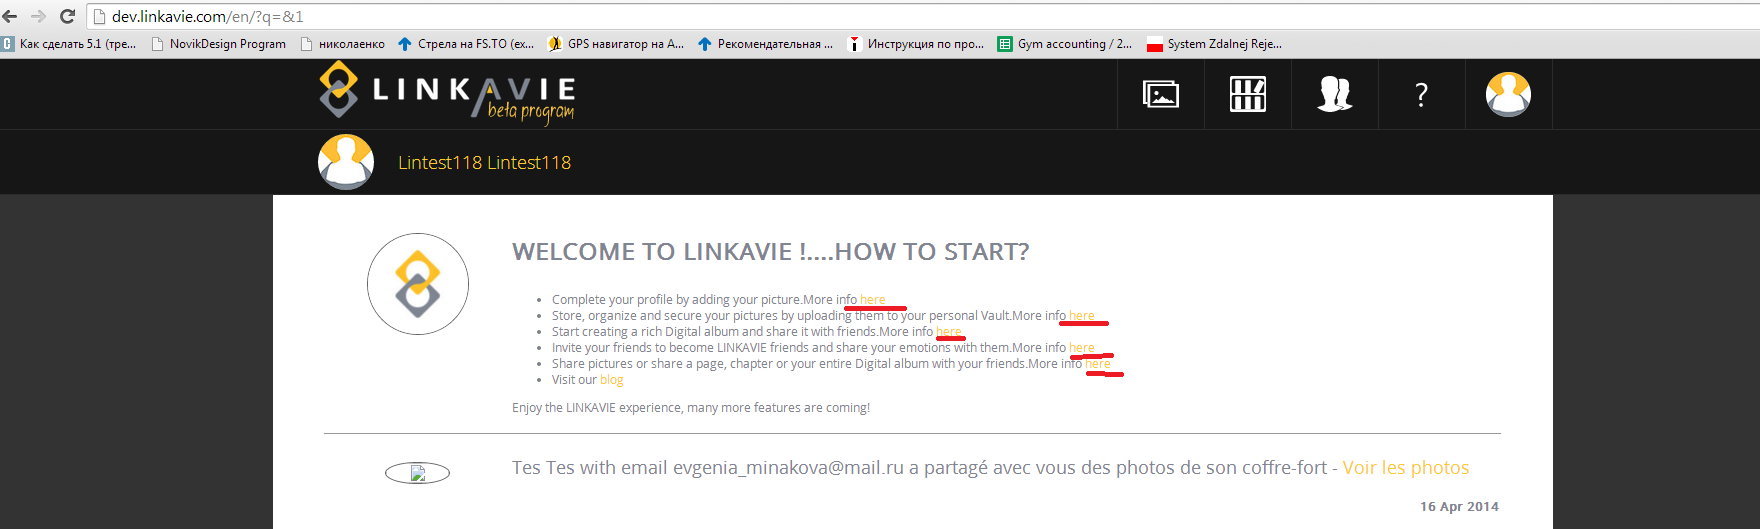 dev.linkavie.com/en/?q=&1
Как сделать 5.1 (тре... NovikDesign Program николаенко Стрела на FS.TO (ex... GPS навигатор на А... Рекомендательная ... Инструкция по про... Gym accounting / 2... System Zdalnej Reje...
LINKAVIE
beta program
?
Lintest118 Lintest118
WELCOME TO LINKAVIE !....HOW TO START?
• Complete your profile by adding your picture.More info here
• Store, organize and secure your pictures by uploading them to your personal Vault.More info here
• Start creating a rich Digital album and share it with friends.More info here
• Invite your friends to become LINKAVIE friends and share your emotions with them.More info here
• Share pictures or share a page, chapter or your entire Digital album with your friends.More info here
• Visit our blog
Enjoy the LINKAVIE experience, many more features are coming!
Tes Tes with email evgenia_minakova@mail.ru a partagé avec vous des photos de son coffre-fort - Voir les photos
16 Apr 2014